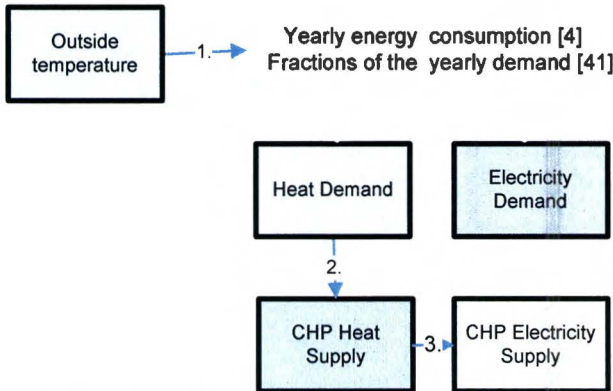 Outside
temperature
1.
Yearly energy consumption [4]
Fractions of the yearly demand [41]
Heat Demand
Electricity
Demand
2.
CHP Heat
Supply
3.
CHP Electricity
Supply